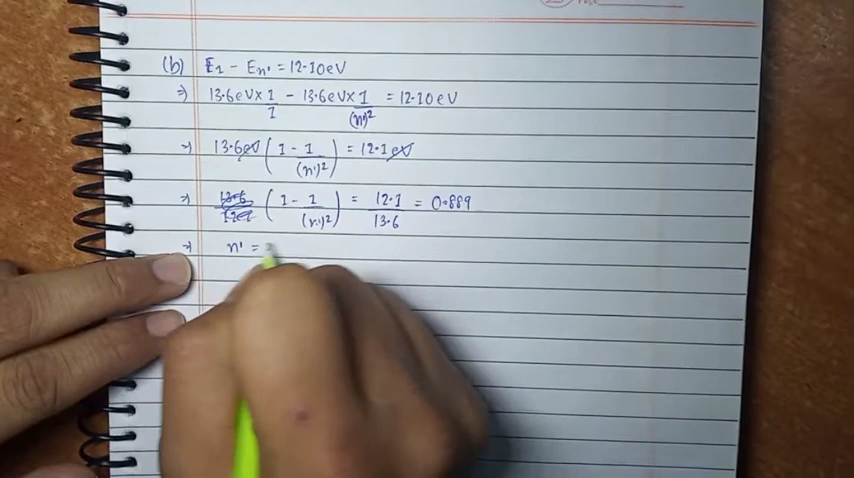 (b) E1 - En' = 12.10eV
⇒ 13.6eV x 1/1 - 13.6eV x 1/(n')² = 12.10eV
⇒ 13.6eV (1 - 1/(n')²) = 12.1eV
⇒ (1 - 1/(n')²) = 12.1/13.6 = 0.889
⇒ n' =